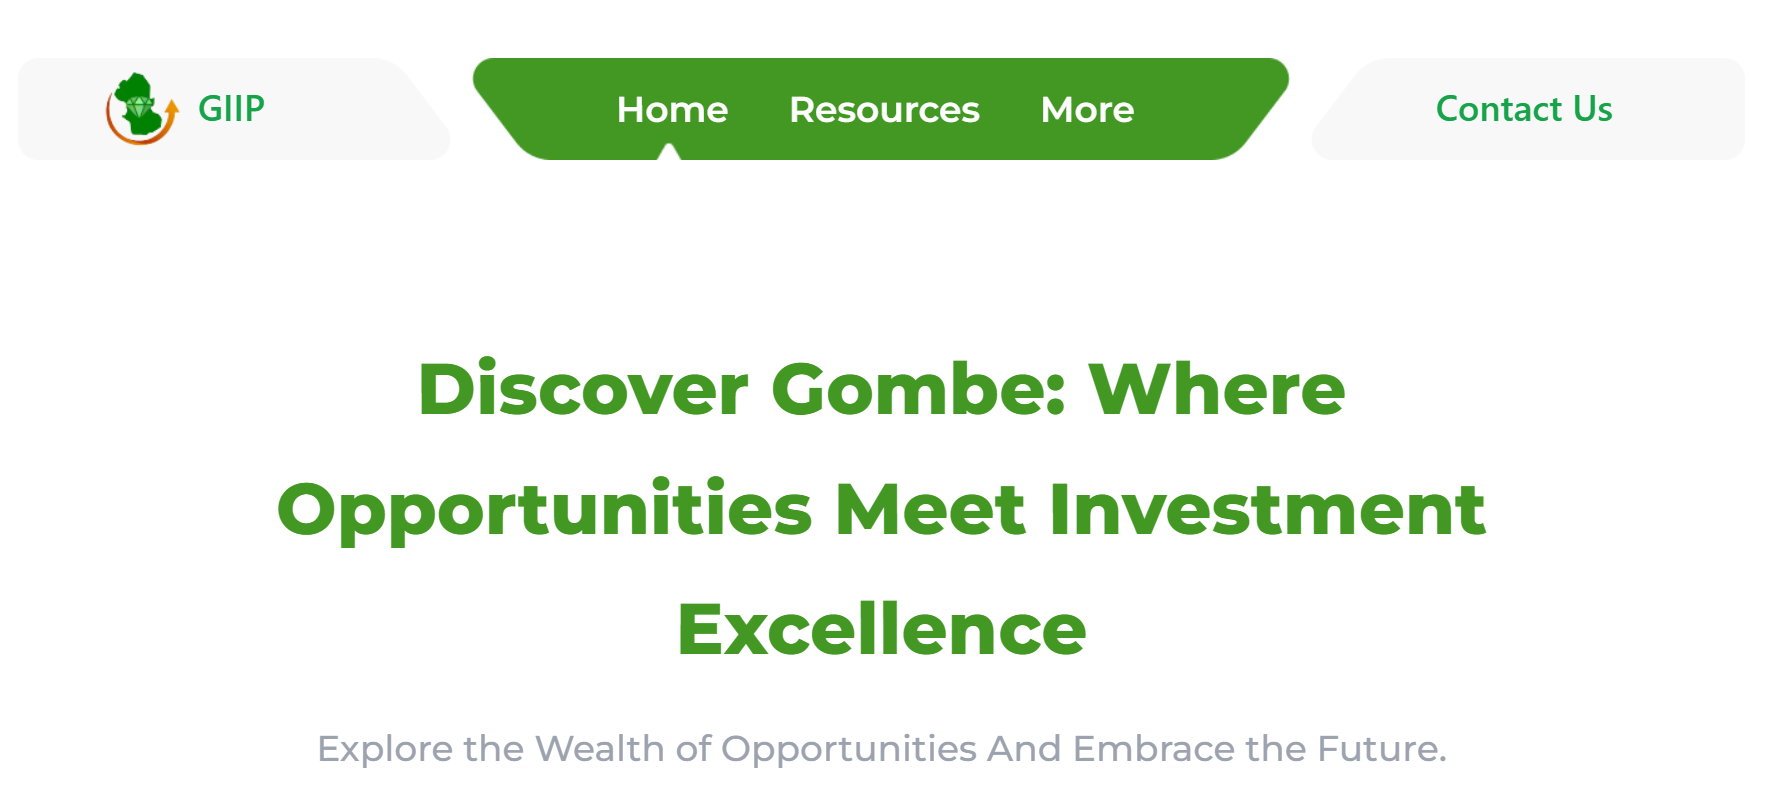 GIIP
Home Resources More
Contact Us
Discover Gombe: Where
Opportunities Meet Investment
Excellence
Explore the Wealth of Opportunities And Embrace the Future.